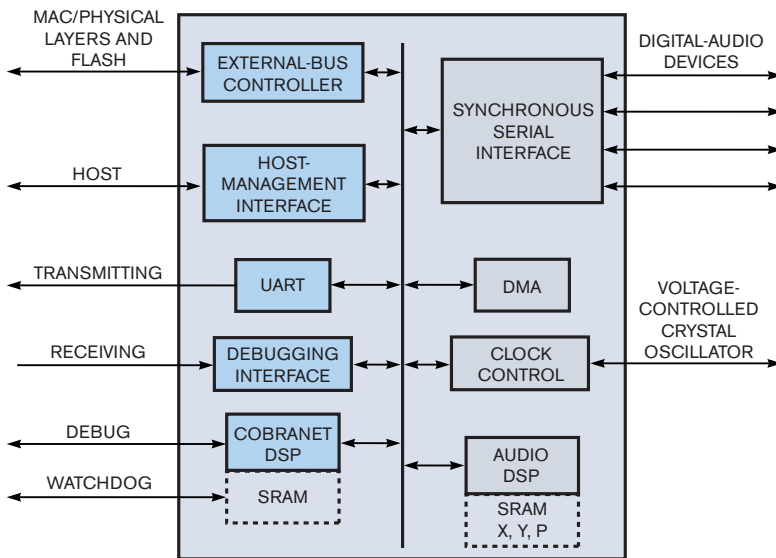 MAC/PHYSICAL
LAYERS AND
FLASH
EXTERNAL-BUS
CONTROLLER
SYNCHRONOUS
SERIAL
INTERFACE
DIGITAL-AUDIO
DEVICES
HOST
HOST-
MANAGEMENT
INTERFACE
TRANSMITTING
UART
DMA
VOLTAGE-
CONTROLLED
CRYSTAL
OSCILLATOR
RECEIVING
DEBUGGING
INTERFACE
CLOCK
CONTROL
DEBUG
COBRANET
DSP
AUDIO
DSP
WATCHDOG
SRAM
SRAM
X, Y, P